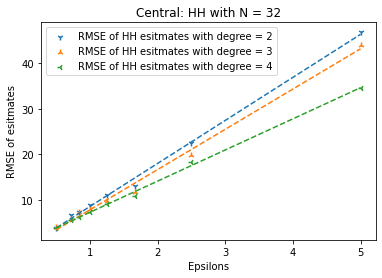 Central: HH with N = 32
RMSE of HH esitmates with degree = 2
RMSE of HH esitmates with degree = 3
RMSE of HH esitmates with degree = 4
RMSE of esitmates
40
30
20
10
1
2
3
4
5
Epsilons